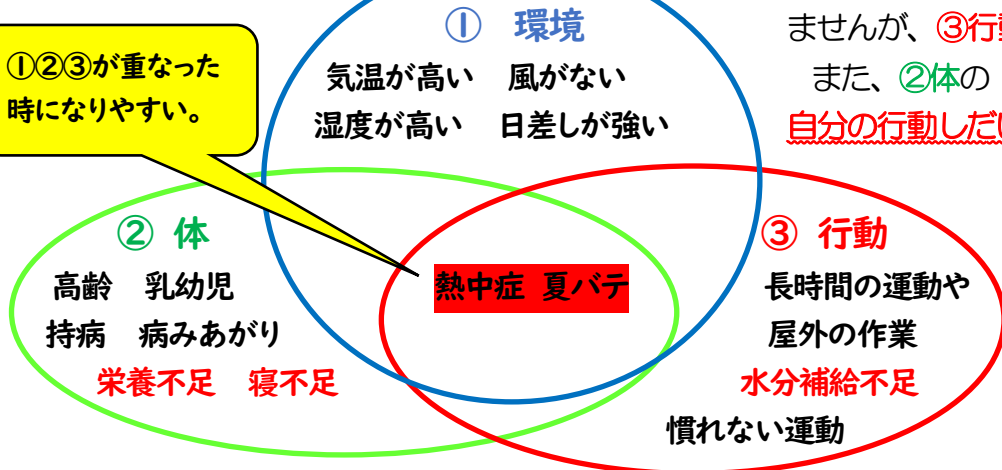 ① 環境
気温が高い 風がない
湿度が高い 日差しが強い
①②③が重なった
時になりやすい。
ませんが、③行動
また、②体の
自分の行動しだい
② 体
高齢 乳幼児
持病 病みあがり
栄養不足 寝不足
熱中症 夏バテ
③ 行動
長時間の運動や
屋外の作業
水分補給不足
慣れない運動